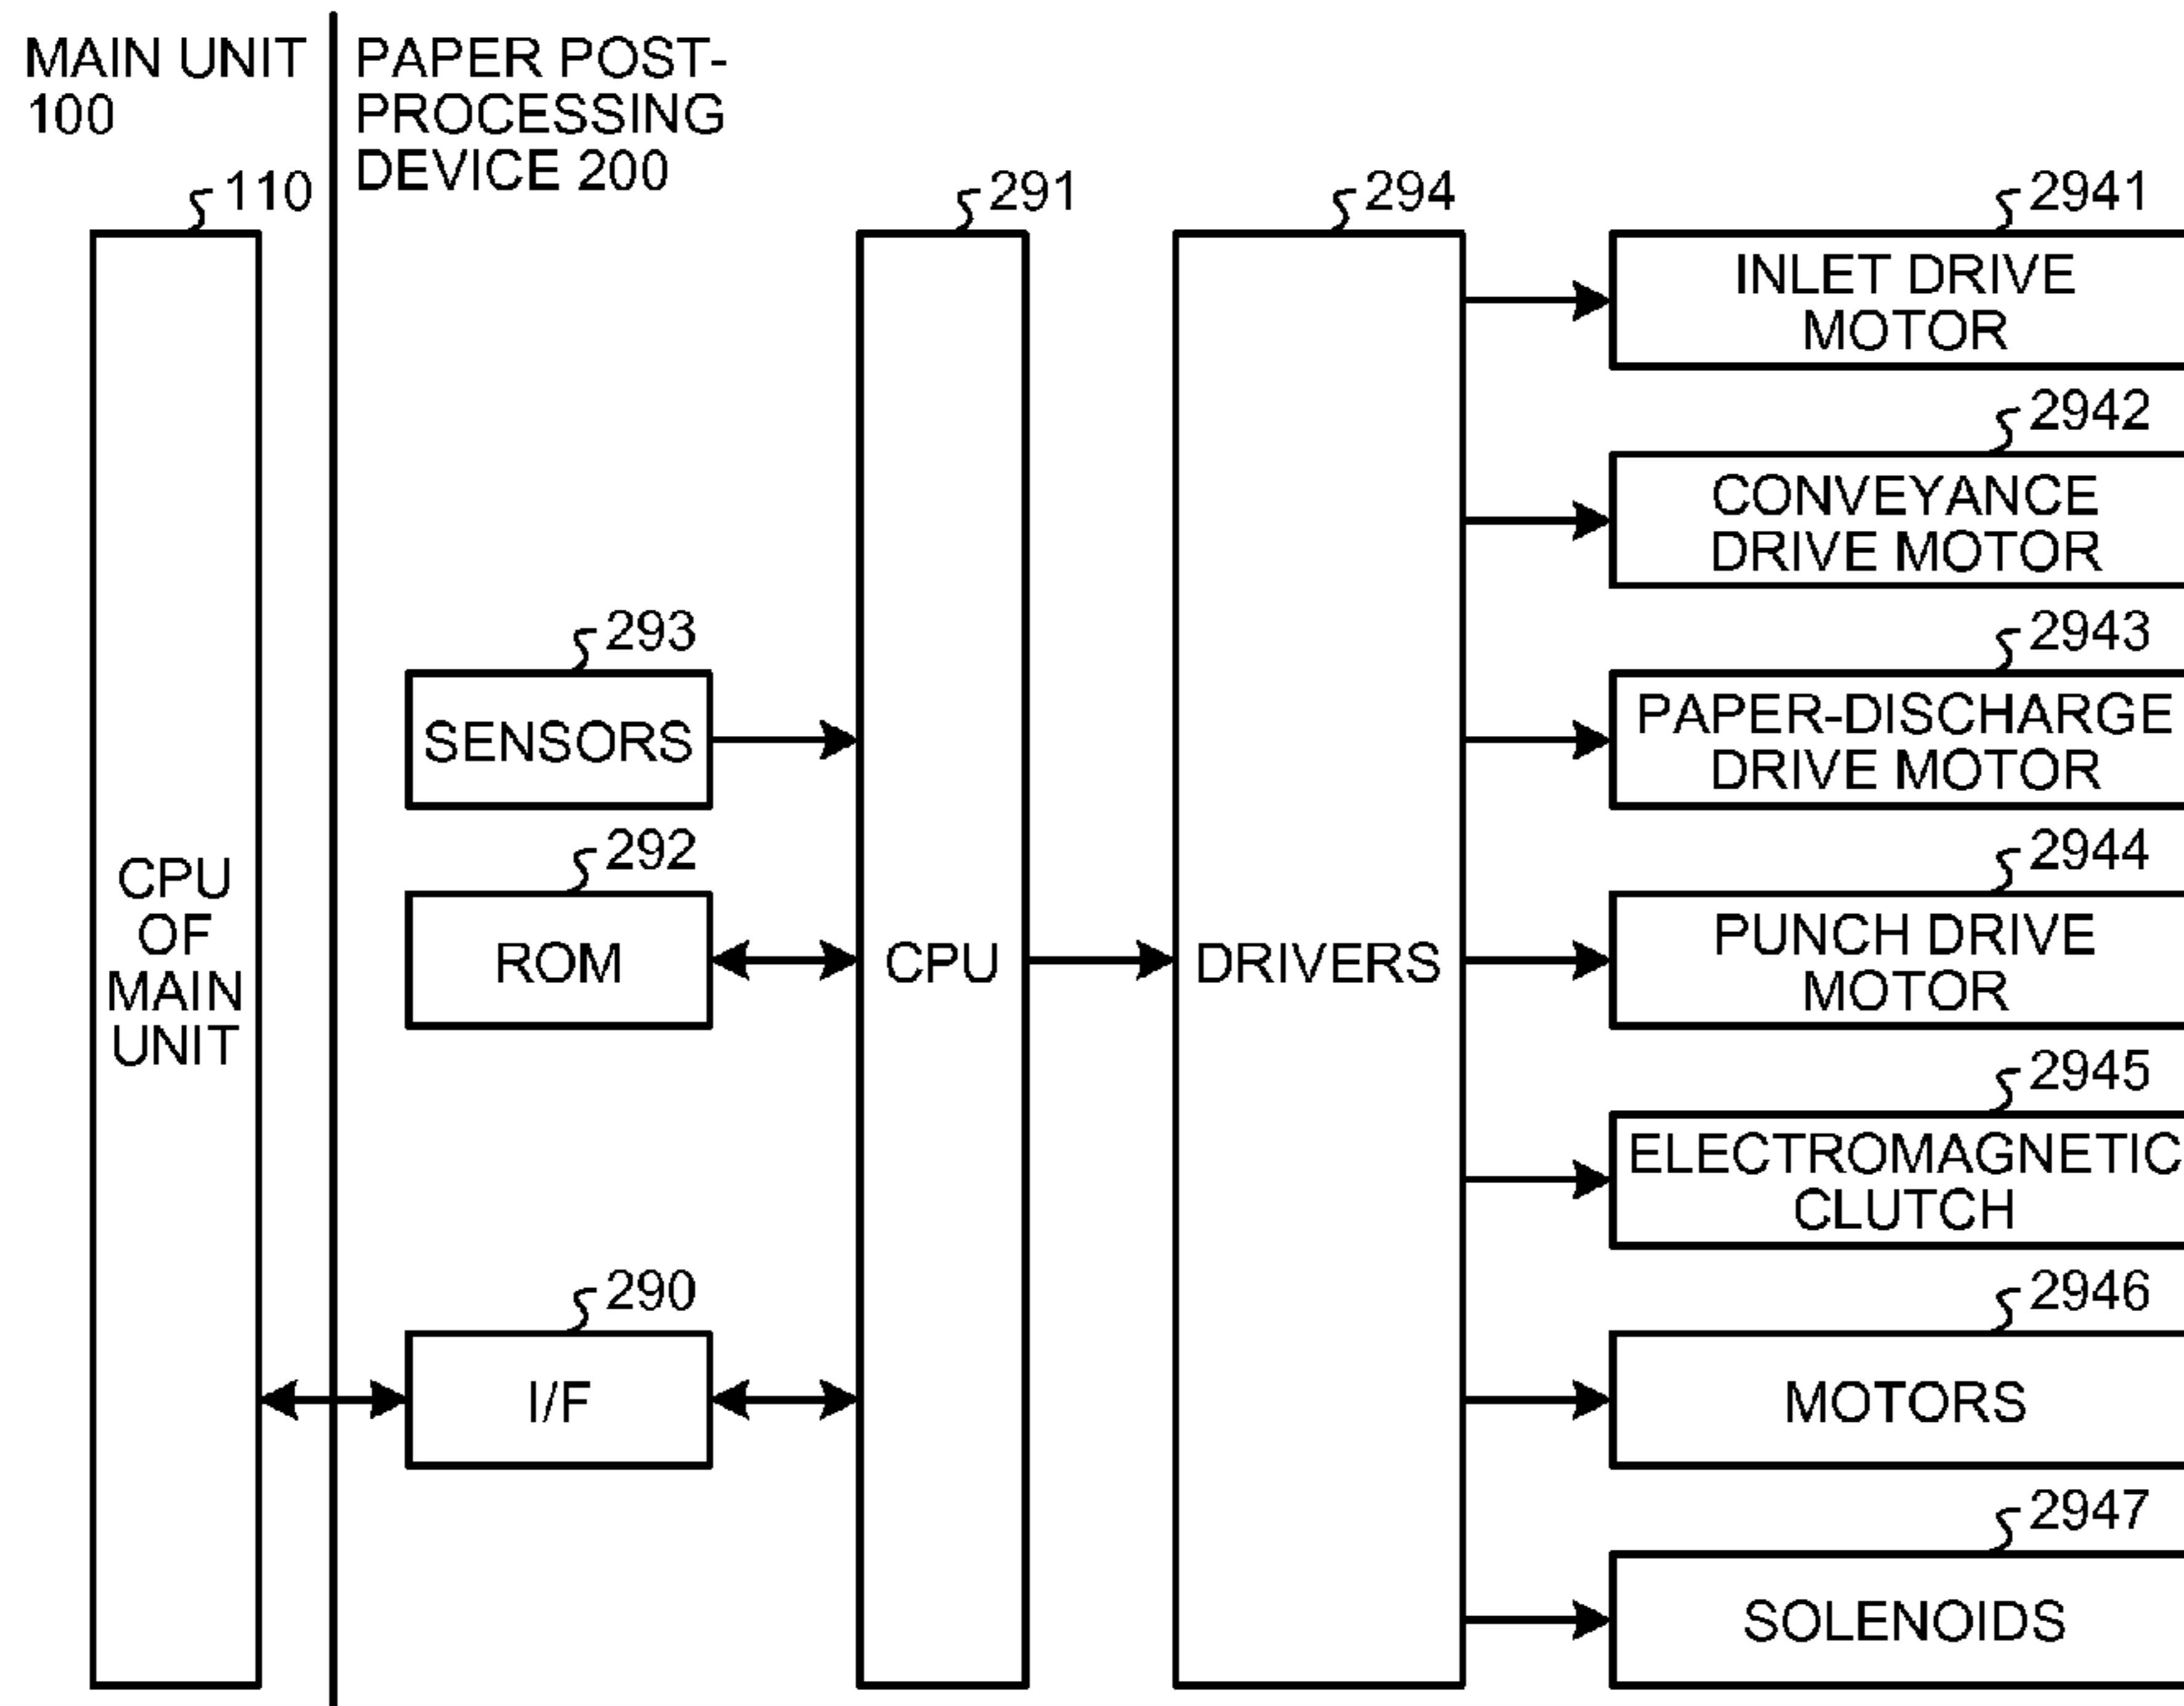 MAIN UNIT
100
PAPER POST-
PROCESSING
DEVICE 200
110
CPU
OF
MAIN
UNIT
293
SENSORS
292
ROM
290
I/F
291
CPU
294
DRIVERS
2941
INLET DRIVE
MOTOR
2942
CONVEYANCE
DRIVE MOTOR
2943
PAPER-DISCHARGE
DRIVE MOTOR
2944
PUNCH DRIVE
MOTOR
2945
ELECTROMAGNETIC
CLUTCH
2946
MOTORS
2947
SOLENOIDS